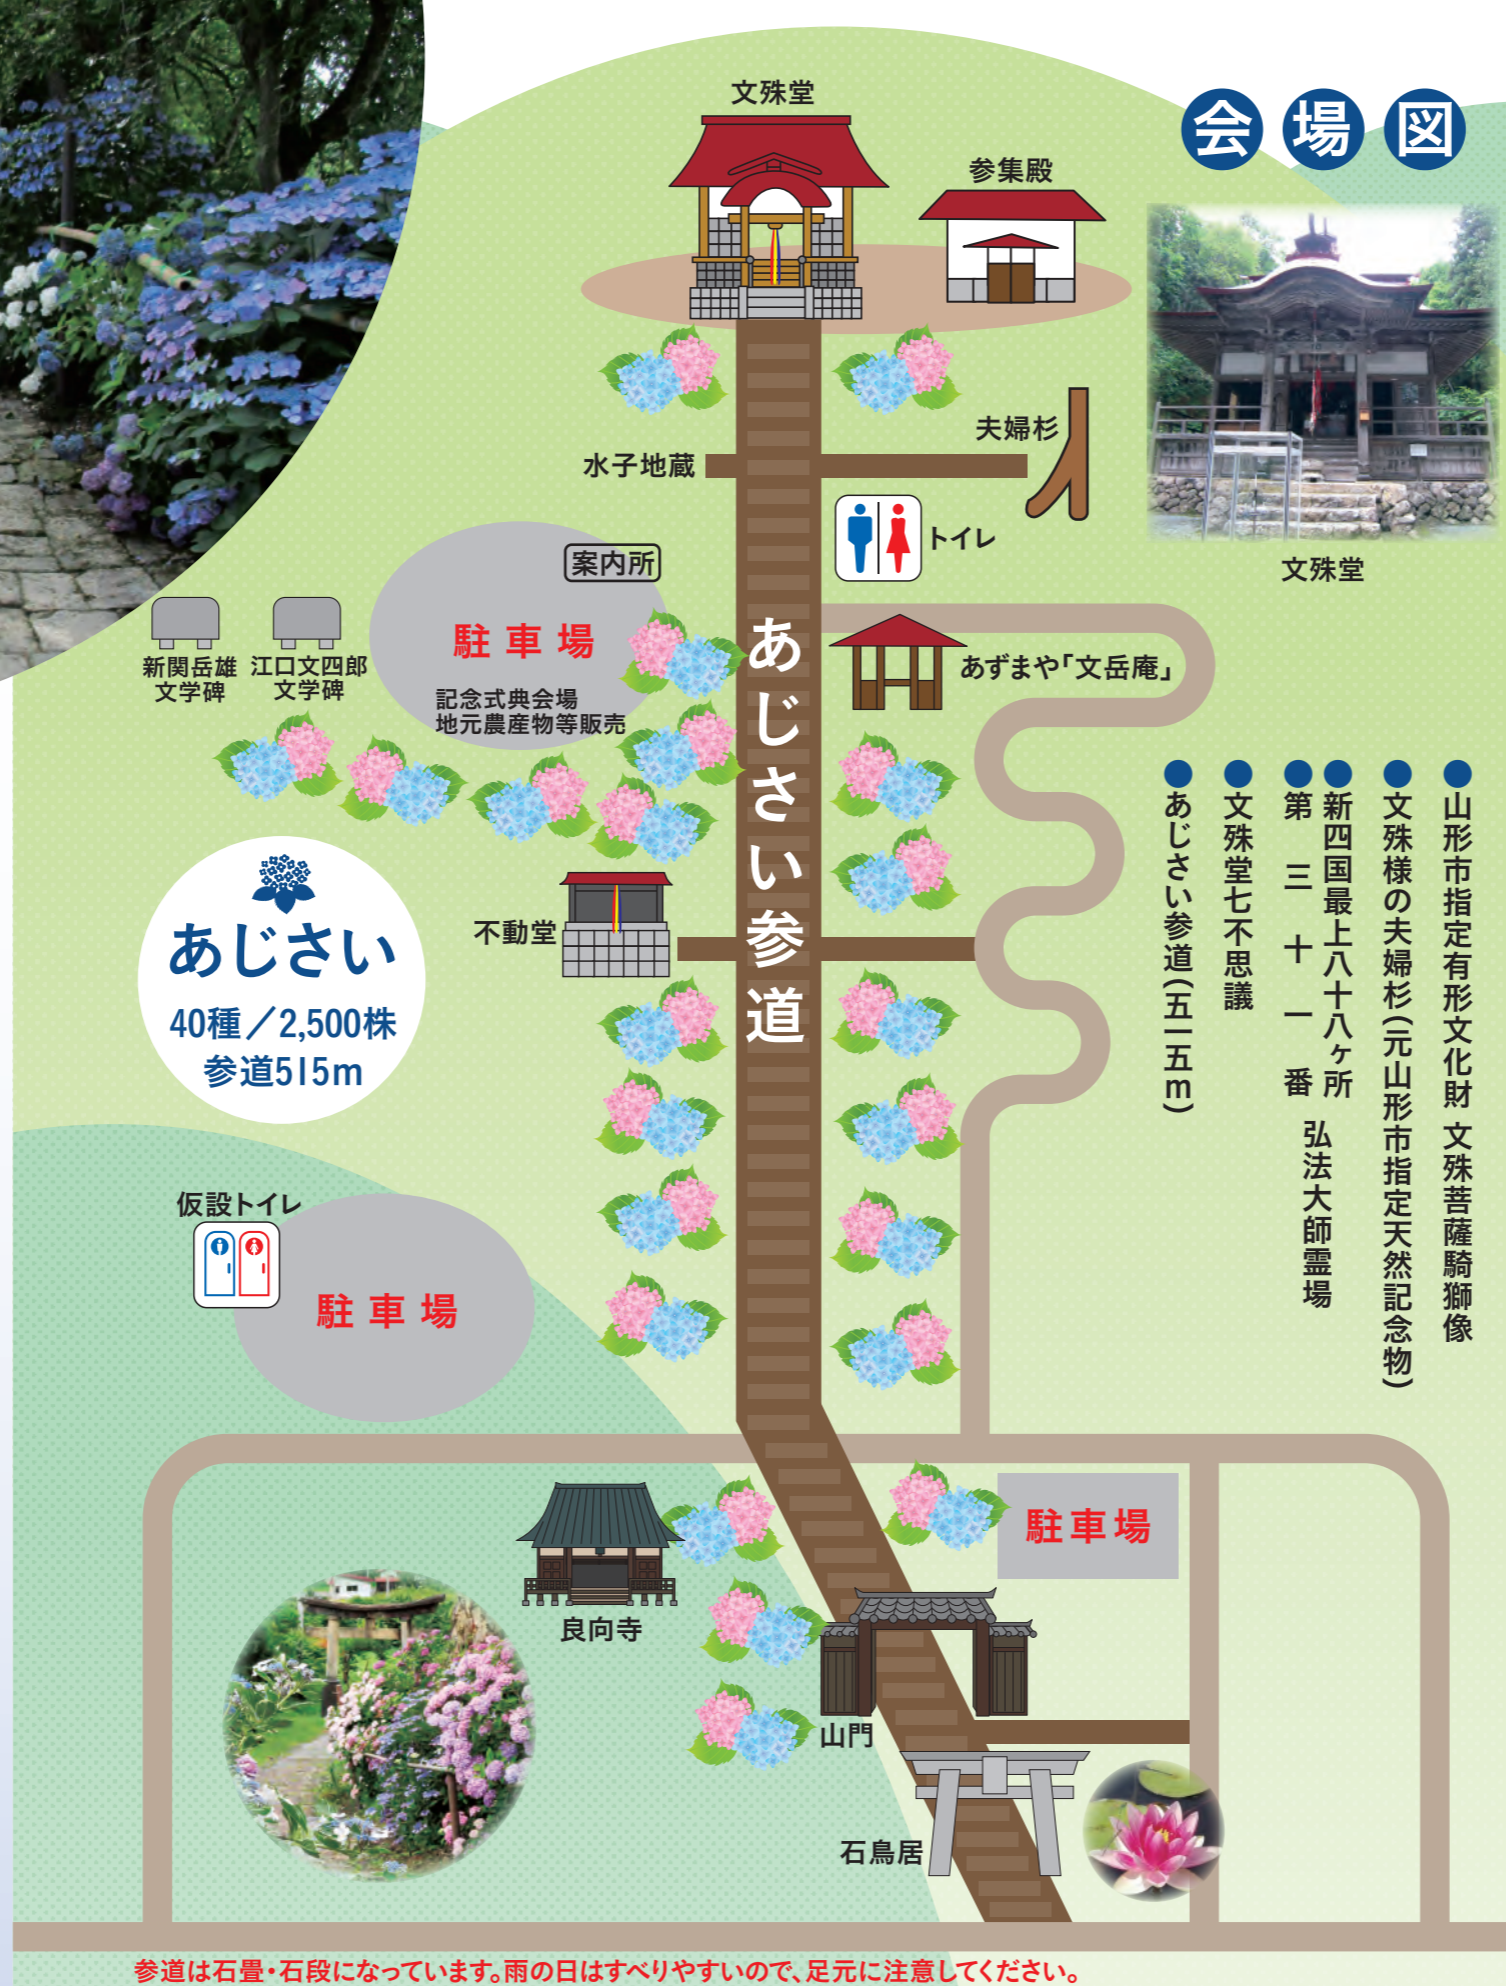 会場図
文殊堂
参集殿
夫婦杉
水子地蔵
トイレ
文殊堂
案内所
駐車場
記念式典会場
地元農産物等販売
新関岳雄
文学碑
江口文四郎
文学碑
あずまや「文岳庵」
あじさい参道
山形市指定有形文化財 文殊菩薩騎獅像
文殊様の夫婦杉(元山形市指定天然記念物)
新四国最上八十八ヶ所
第三十一番
弘法大師霊場
文殊堂七不思議
あじさい参道(五一五m)
不動堂
あじさい
40種/2,500株
参道515m
仮設トイレ
駐車場
駐車場
良向寺
山門
石鳥居
参道は石畳・石段になっています。雨の日はすべりやすいので、足元に注意してください。